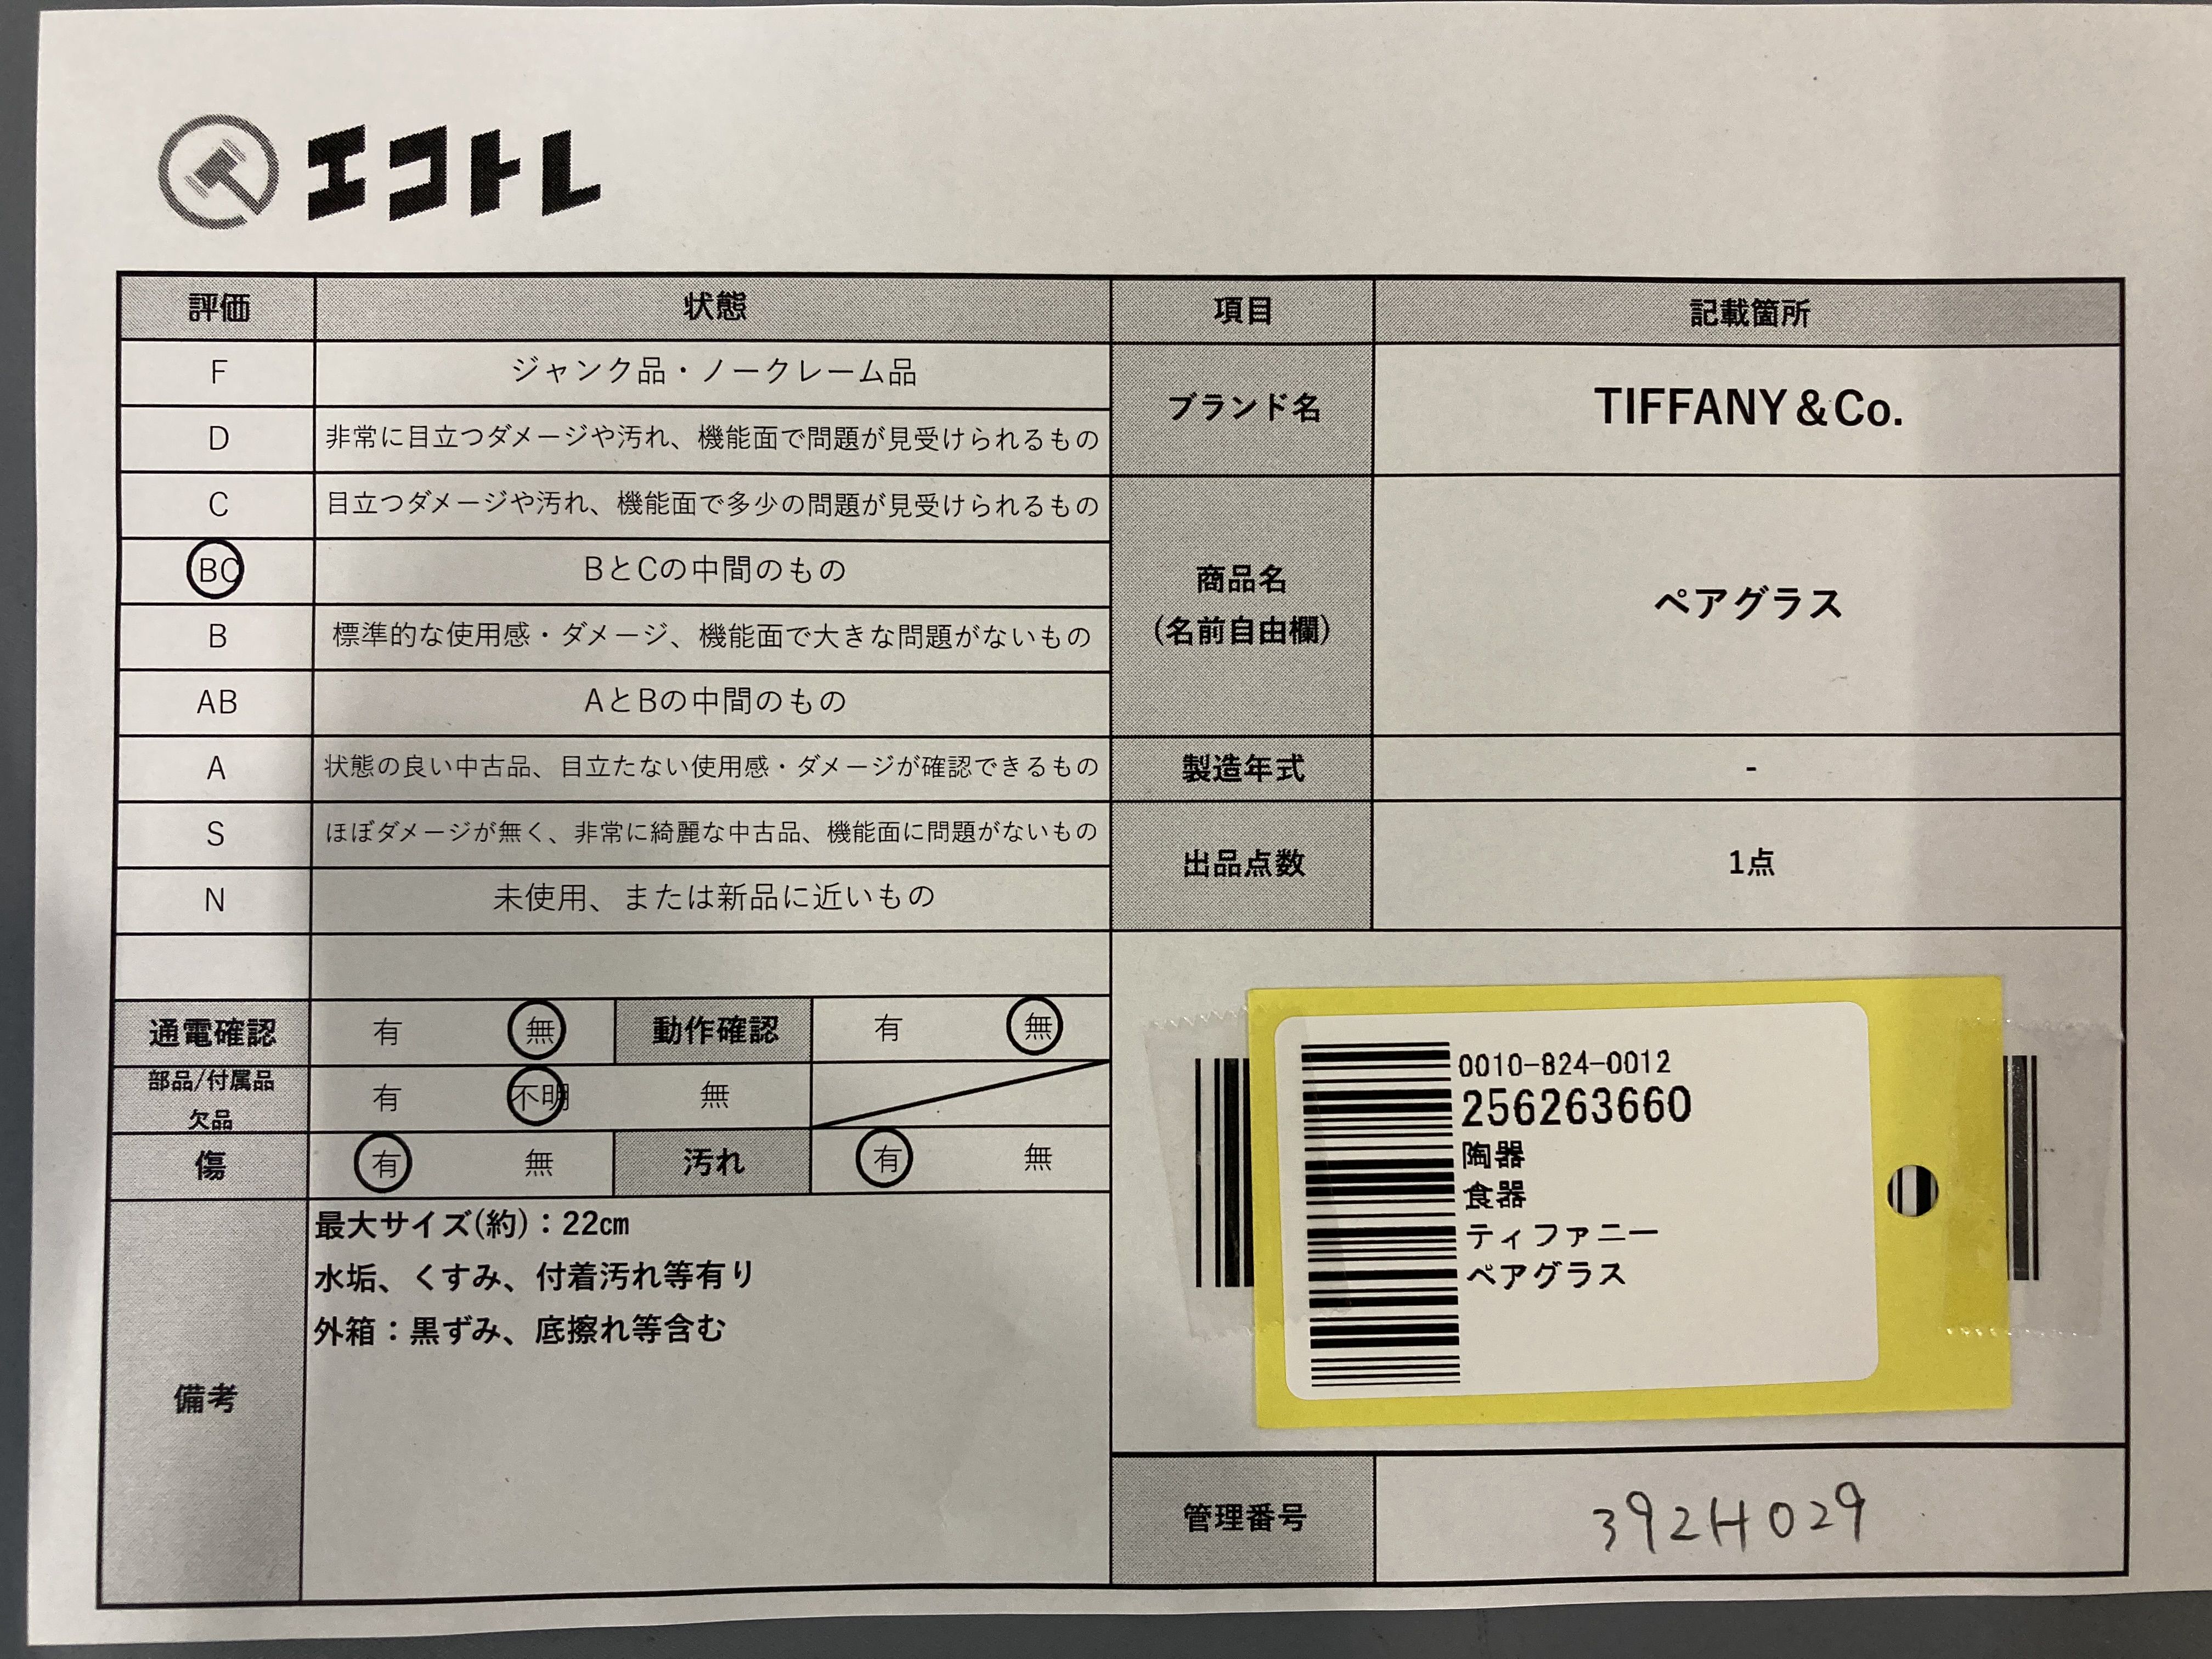 エコトレ
評価 状態 項目 記載箇所
F ジャンク品・ノークレーム品
D 非常に目立つダメージや汚れ、機能面で問題が見受けられるもの
ブランド名 TIFFANY＆Co.
C 目立つダメージや汚れ、機能面で多少の問題が見受けられるもの
BC BとCの中間のもの
B 標準的な使用感・ダメージ、機能面で大きな問題がないもの
AB AとBの中間のもの
商品名
(名前自由欄)
ペアグラス
A 状態の良い中古品、目立たない使用感・ダメージが確認できるもの
製造年式 -
S ほぼダメージが無く、非常に綺麗な中古品、機能面に問題がないもの
N 未使用、または新品に近いもの
出品点数 1点
通電確認 有 無 動作確認 有 無
部品/付属品
欠品
有 不明 無
傷 有 無 汚れ 有 無
備考
最大サイズ(約)：22㎝
水垢、くすみ、付着汚れ等有り
外箱：黒ずみ、底擦れ等含む
0010-824-0012
256263660
陶器
食器
ティファニー
ペアグラス
管理番号 392H029